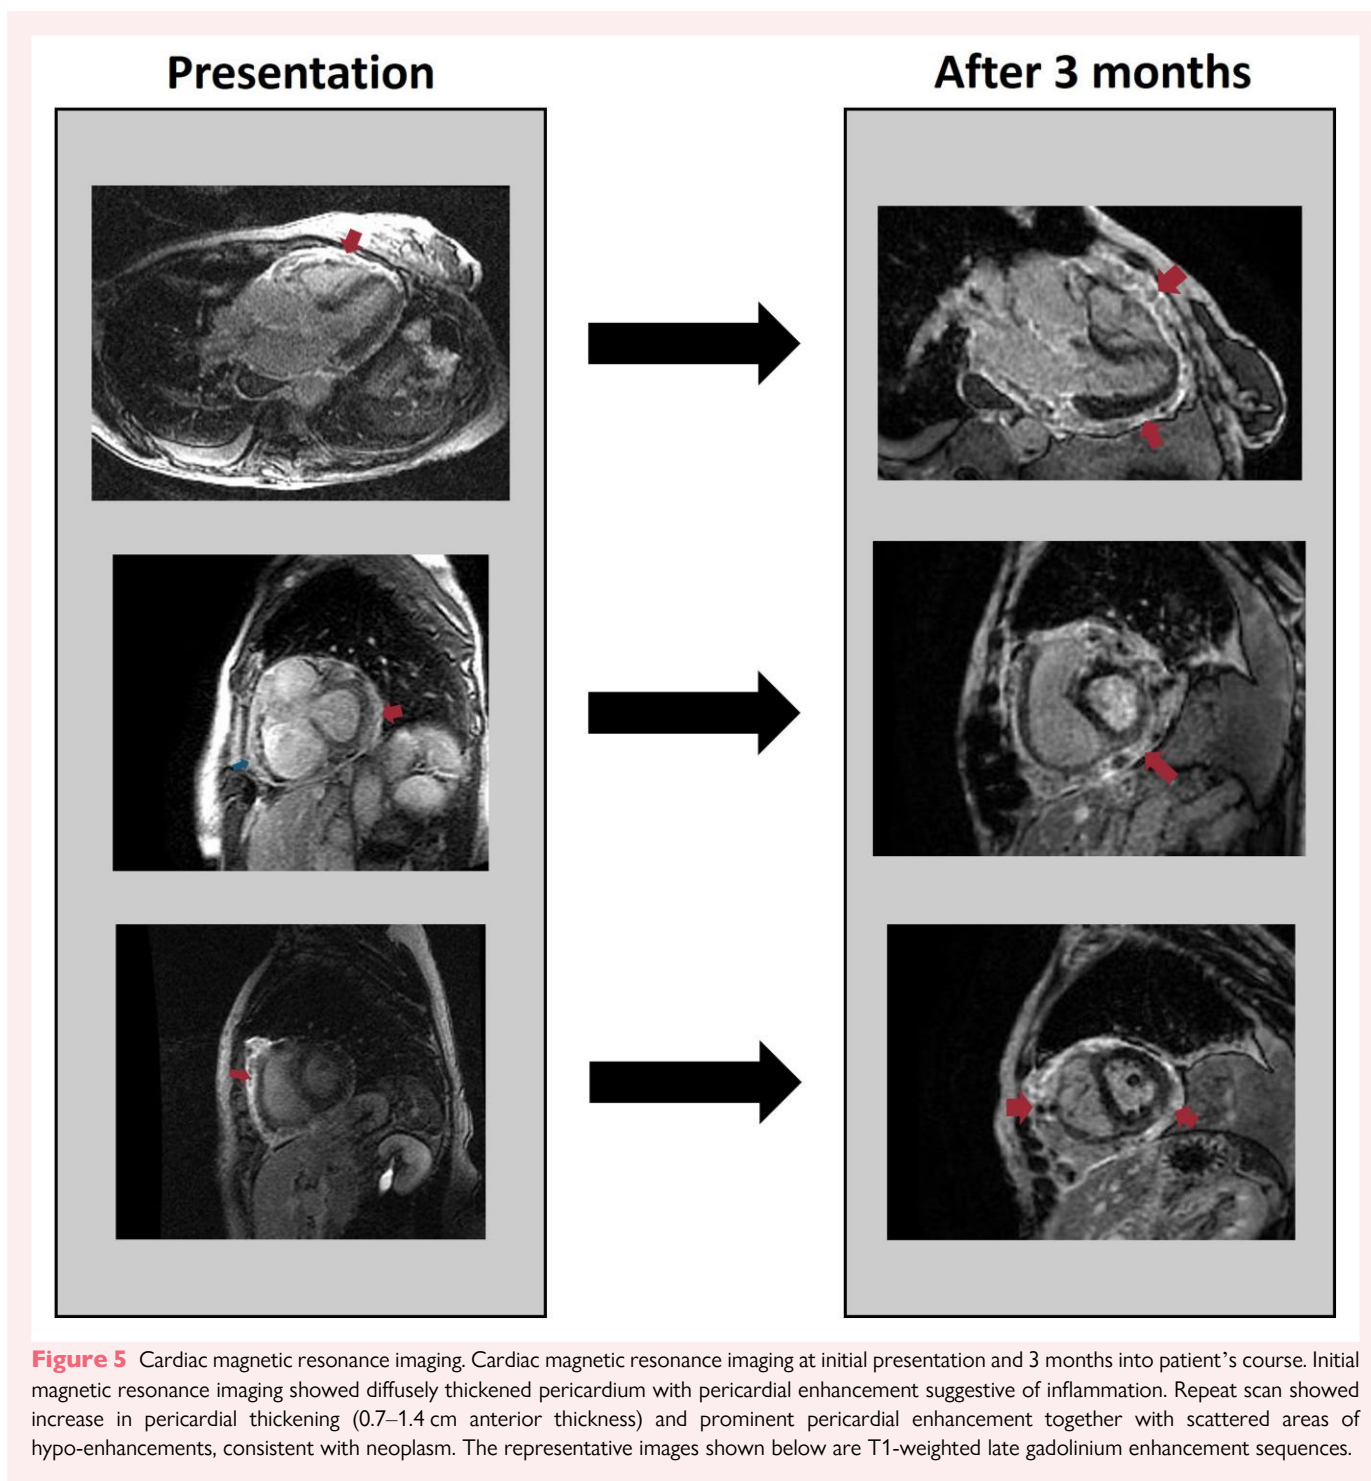 Presentation
After 3 months
Figure 5 Cardiac magnetic resonance imaging. Cardiac magnetic resonance imaging at initial presentation and 3 months into patient's course. Initial
magnetic resonance imaging showed diffusely thickened pericardium with pericardial enhancement suggestive of inflammation. Repeat scan showed
increase in pericardial thickening (0.7–1.4 cm anterior thickness) and prominent pericardial enhancement together with scattered areas of
hypo-enhancements, consistent with neoplasm. The representative images shown below are T1-weighted late gadolinium enhancement sequences.